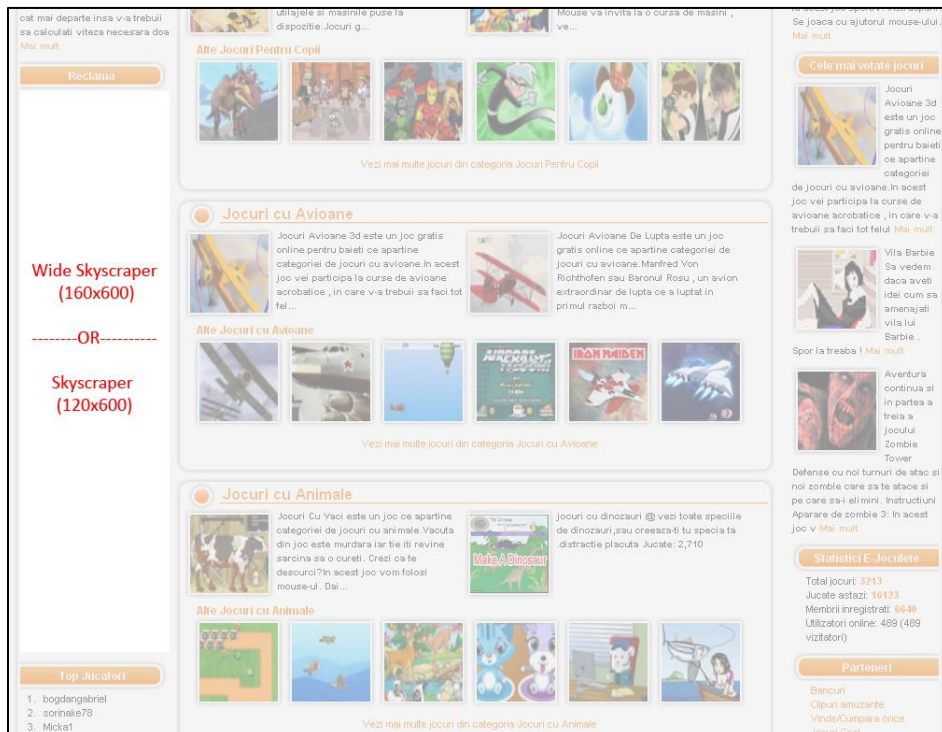 cat mai departe insa v-a trebuii
sa calculati viteza necesara doa
Mai mult
Reclama
Wide Skyscraper
(160x600)
--------OR----------
Skyscraper
(120x600)
Top Jucatori
1. bogdangabriel
2. sorinake78
3. Micka1
utilajele si masinile puse la
dispozitie.Jocuri g...
Mouse va invita la o cursa de masini ,
ve...
Alte Jocuri Pentru Copii
Vezi mai multe jocuri din categoria Jocuri Pentru Copii
Jocuri cu Avioane
Jocuri Avioane 3d este un joc gratis
online pentru baieti ce apartine
categoriei de jocuri cu avioane.In acest
joc vei participa la curse de avioane
acrobatice , in care v-a trebuii sa faci tot
fel...
Jocuri Avioane De Lupta este un joc
gratis online ce apartine categoriei de
jocuri cu avioane.Manfred Von
Richthofen sau Baronul Rosu , un avion
extraordinar de lupta ce a luptat in
primul razboi m...
Alte Jocuri cu Avioane
IRON MAIDEN
Vezi mai multe jocuri din categoria Jocuri cu Avioane
Jocuri cu Animale
Jocuri Cu Vaci este un joc ce apartine
categoriei de jocuri cu animale.Vacuta
din joc este murdara iar tie iti revine
sarcina sa o cureti. Crezi ca te
descurci?In acest joc vom folosi
mouse-ul. Dai...
Make A Dinosaur
jocuri cu dinozauri @ vezi toate speciile
de dinozauri,sau creeaza-ti tu specia ta
.distractie placuta Jucate: 2,710
Alte Jocuri cu Animale
Vezi mai multe jocuri din categoria Jocuri cu Animale
Se joaca cu ajutorul mouse-ului.
Mai mult
Cele mai votate jocuri
Jocuri
Avioane 3d
este un joc
gratis online
pentru baieti
ce apartine
categoriei
de jocuri cu avioane.In acest
joc vei participa la curse de
avioane acrobatice , in care v-a
trebuii sa faci tot felul Mai mult
Vila Barbie
Sa vedem
daca aveti
idei cum sa
amenajati
vila lui
Barbie .
Spor la treaba ! Mai mult
Aventura
continua si
in partea a
treia a
jocului
Zombie
Tower
Defense cu noi turnuri de atac si
noi zombie care sa te atace si
pe care sa-i elimini. Instructiuni
Aparare de zombie 3: In acest
joc v Mai mult
Statistici E-Joculete
Total jocuri: 3213
Jucate astazi: 16123
Membrii inregistrati: 6640
Utilizatori online: 489 (489
vizitatori)
Parteneri
Bancuri
Clipuri amuzante
Vinde/Cumpara orice